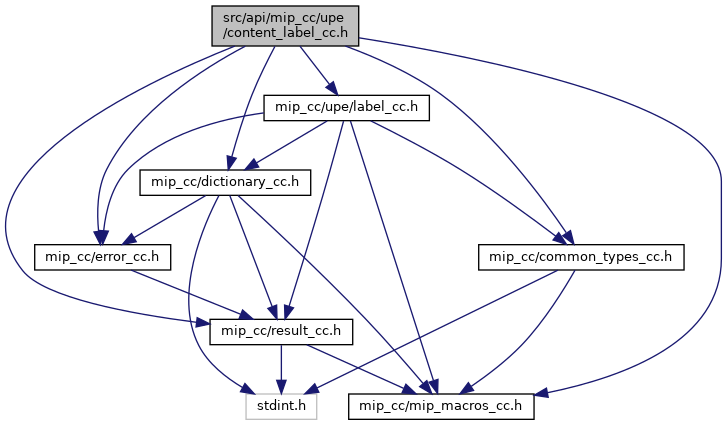 src/api/mip_cc/upe
/content_label_cc.h
mip_cc/upe/label_cc.h
mip_cc/dictionary_cc.h
mip_cc/error_cc.h
mip_cc/common_types_cc.h
mip_cc/result_cc.h
stdint.h
mip_cc/mip_macros_cc.h